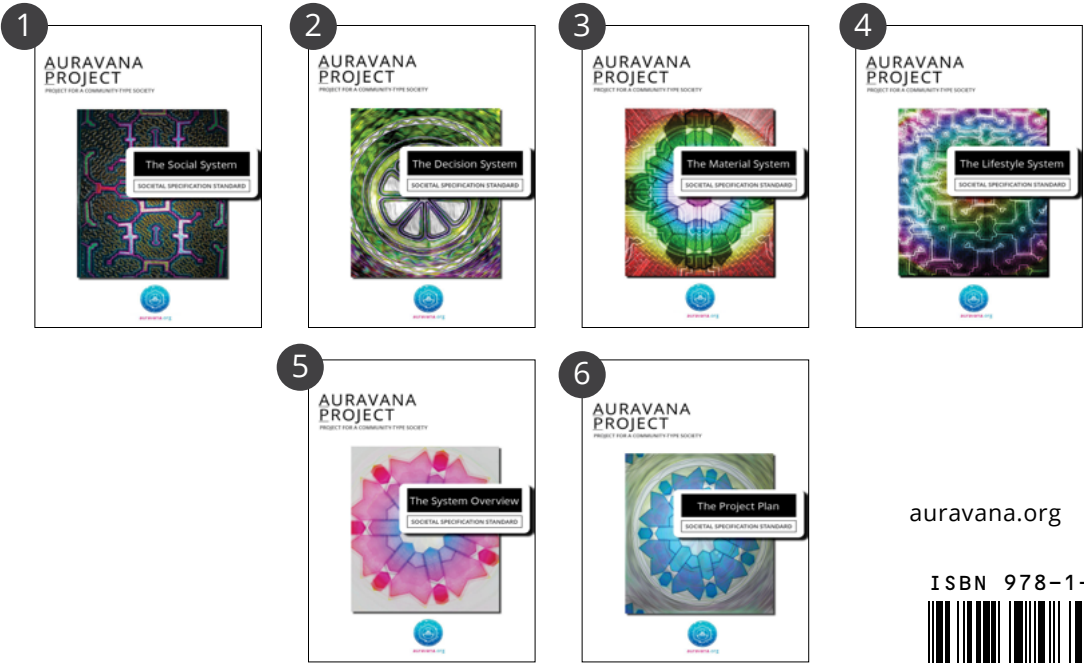 1
AURAVANA
PROJECT
PROJECT FOR A COMMUNITY-TYPE SOCIETY
The Social System
SOCIETAL SPECIFICATION STANDARD
auravana.org
2
AURAVANA
PROJECT
PROJECT FOR A COMMUNITY-TYPE SOCIETY
The Decision System
SOCIETAL SPECIFICATION STANDARD
auravana.org
3
AURAVANA
PROJECT
PROJECT FOR A COMMUNITY-TYPE SOCIETY
The Material System
SOCIETAL SPECIFICATION STANDARD
auravana.org
4
AURAVANA
PROJECT
PROJECT FOR A COMMUNITY-TYPE SOCIETY
The Lifestyle System
SOCIETAL SPECIFICATION STANDARD
auravana.org
5
AURAVANA
PROJECT
PROJECT FOR A COMMUNITY-TYPE SOCIETY
The System Overview
SOCIETAL SPECIFICATION STANDARD
auravana.org
6
AURAVANA
PROJECT
PROJECT FOR A COMMUNITY-TYPE SOCIETY
The Project Plan
SOCIETAL SPECIFICATION STANDARD
auravana.org
auravana.org
ISBN 978-1-